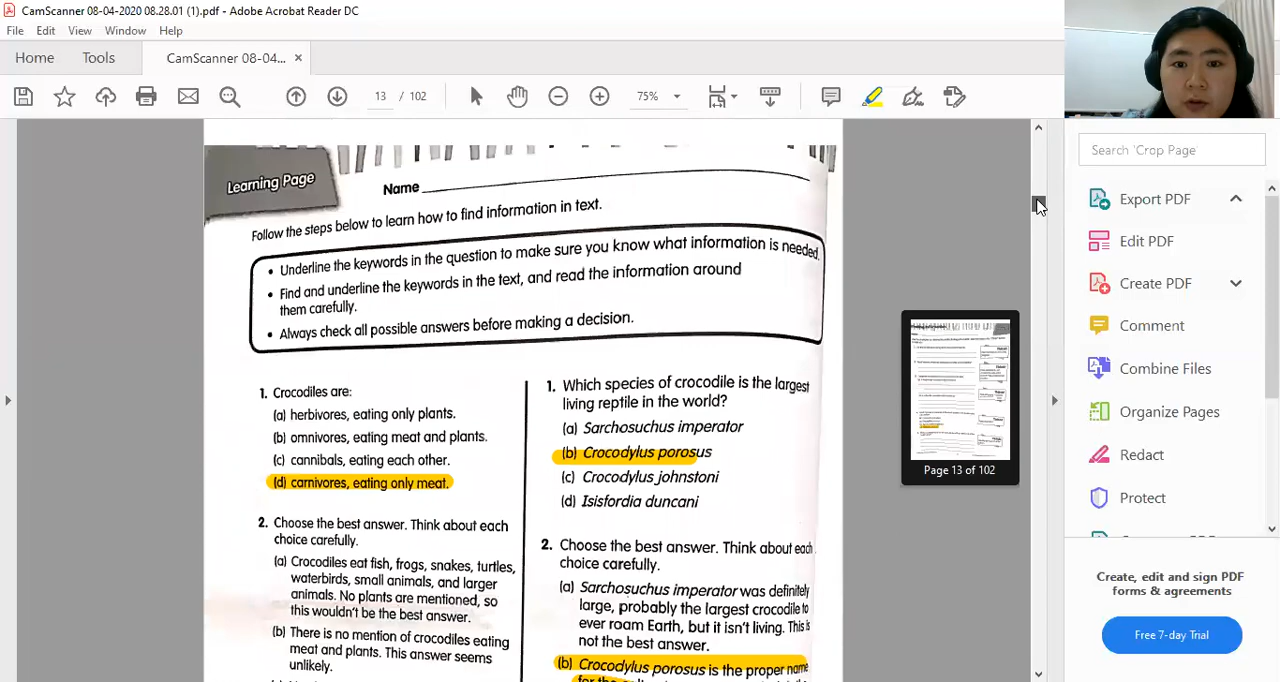 CamScanner 08-04-2020 08.28.01 (1).pdf - Adobe Acrobat Reader DC
File Edit View Window Help
Home Tools CamScanner 08-04... ×
13 / 102 75%
Search 'Crop Page
Export PDF
Edit PDF
Create PDF
Comment
Combine Files
Organize Pages
Redact
Protect
Create, edit and sign PDF
forms & agreements
Free 7-day Trial
Page 13 of 102
Learning Page
Name
Follow the steps below to learn how to find information in text.
• Underline the keywords in the question to make sure you know what information is needed.
• Find and underline the keywords in the text, and read the information around
them carefully.
• Always check all possible answers before making a decision.
1. Crocodiles are:
(a) herbivores, eating only plants.
(b) omnivores, eating meat and plants.
(c) cannibals, eating each other.
(d) carnivores, eating only meat.
2. Choose the best answer. Think about each
choice carefully.
(a) Crocodiles eat fish, frogs, snakes, turtles,
waterbirds, small animals, and larger
animals. No plants are mentioned, so
this wouldn't be the best answer.
(b) There is no mention of crocodiles eating
meat and plants. This answer seems
unlikely.
1. Which species of crocodile is the largest
living reptile in the world?
(a) Sarchosuchus imperator
(b) Crocodylus porosus
(c) Crocodylus johnstoni
(d) Isisfordia duncani
2. Choose the best answer. Think about each
choice carefully.
(a) Sarchosuchus imperator was definitely
large, probably the largest crocodile to
ever roam Earth, but it isn't living. This is
not the best answer.
(b) Crocodylus porosus is the proper name
for the